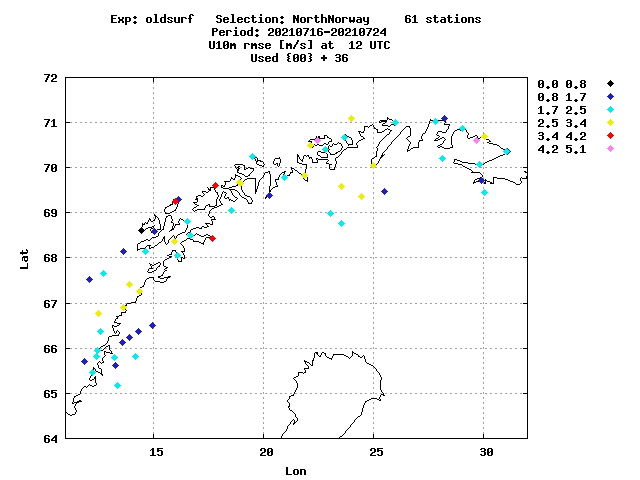 Exp: oldsurf   Selection: NorthNorway     61 stations
Period: 20210716-20210724
U10m rmse [m/s] at  12 UTC
Used {00} + 36
72
71
70
69
68
67
66
65
64
Lat
15 20 25 30
Lon
0.0 0.8
0.8 1.7
1.7 2.5
2.5 3.4
3.4 4.2
4.2 5.1